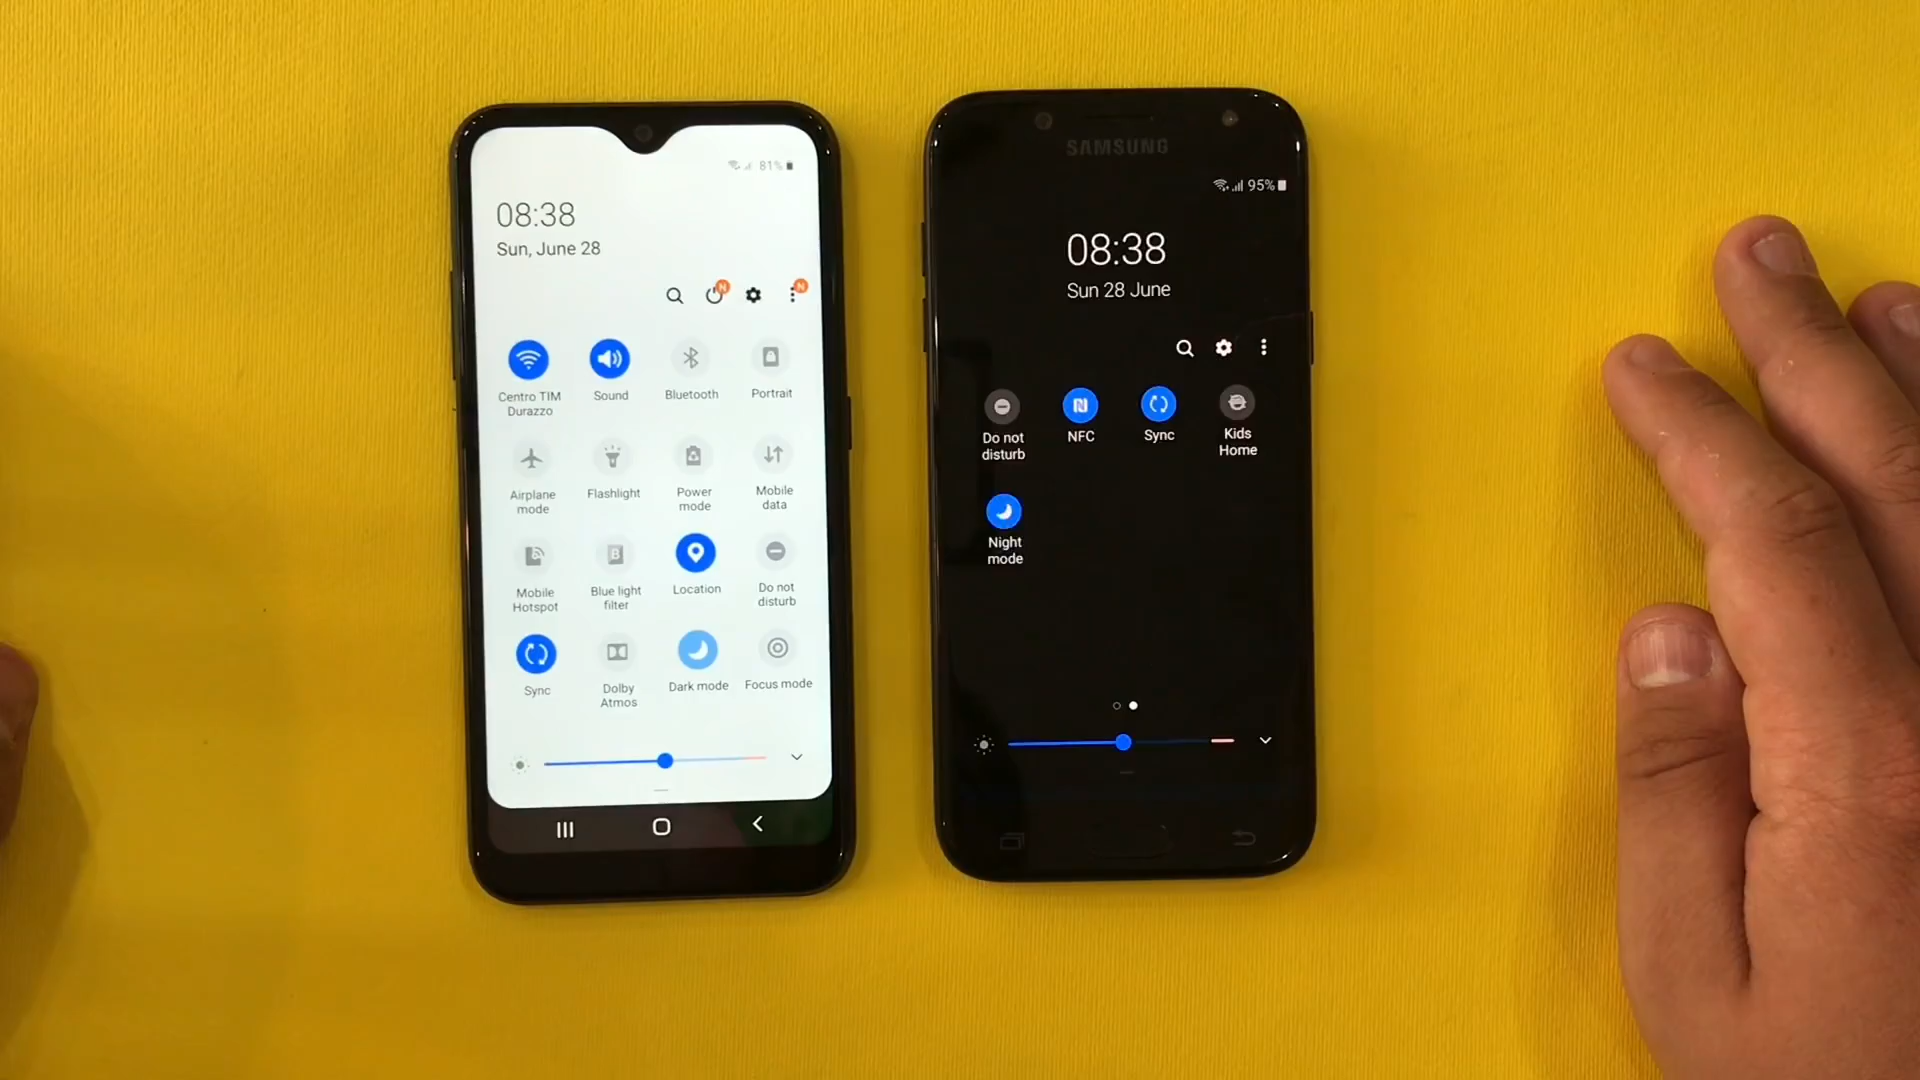 81%
08:38
Sun, June 28
N
N
Centro TIM
Durazzo
Sound
Bluetooth
Portrait
Airplane
mode
Flashlight
Power
mode
Mobile
data
Mobile
Hotspot
Blue light
filter
Location
Do not
disturb
Sync
Dolby
Atmos
Dark mode
Focus mode
SAMSUNG
95%
08:38
Sun 28 June
Do not
disturb
NFC
Sync
Kids
Home
Night
mode